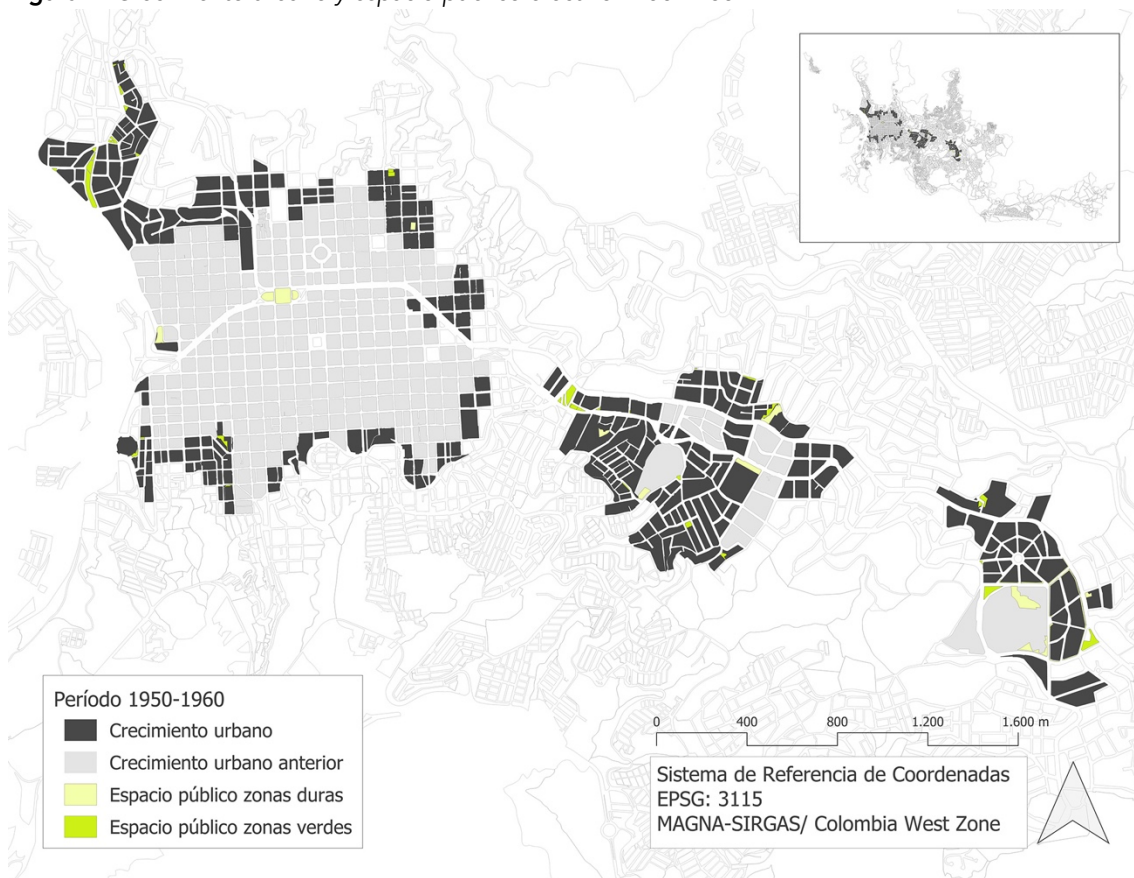 Período 1950-1960
Crecimiento urbano
Crecimiento urbano anterior
Espacio público zonas duras
Espacio público zonas verdes
0 400 800 1.200 1.600 m
Sistema de Referencia de Coordenadas
EPSG: 3115
MAGNA-SIRGAS/ Colombia West Zone